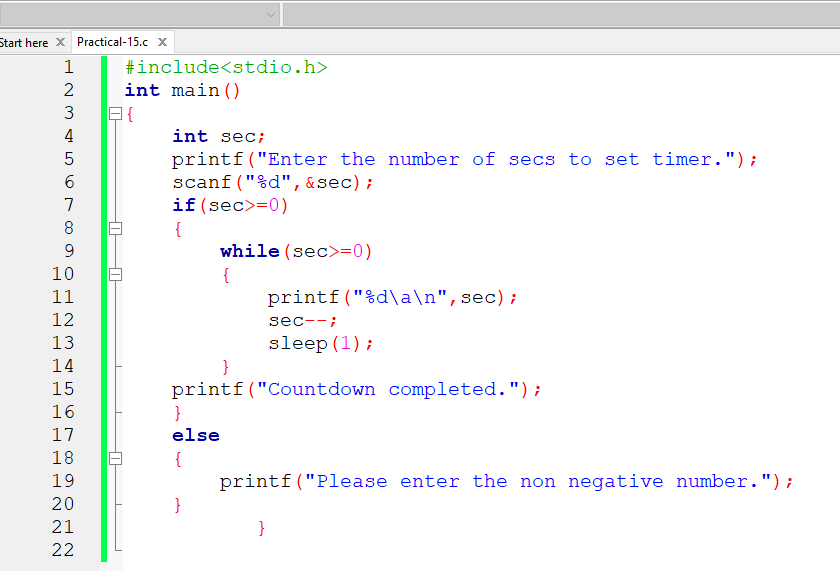 Start here X Practical-15.c X
1 #include<stdio.h>
2 int main()
3 {
4 int sec;
5 printf("Enter the number of secs to set timer.");
6 scanf("%d",&sec);
7 if(sec>=0)
8 {
9 while(sec>=0)
10 {
11 printf("%d\a\n",sec);
12 sec--;
13 sleep(1);
14 }
15 printf("Countdown completed.");
16 }
17 else
18 {
19 printf("Please enter the non negative number.");
20 }
21 }
22